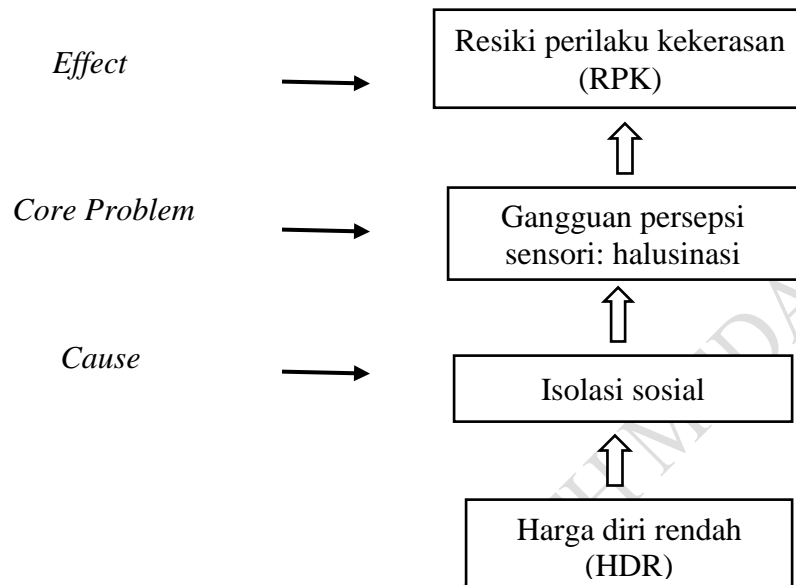 Effect
Resiki perilaku kekerasan
(RPK)
Core Problem
Gangguan persepsi
sensori: halusinasi
Cause
Isolasi sosial
Harga diri rendah
(HDR)